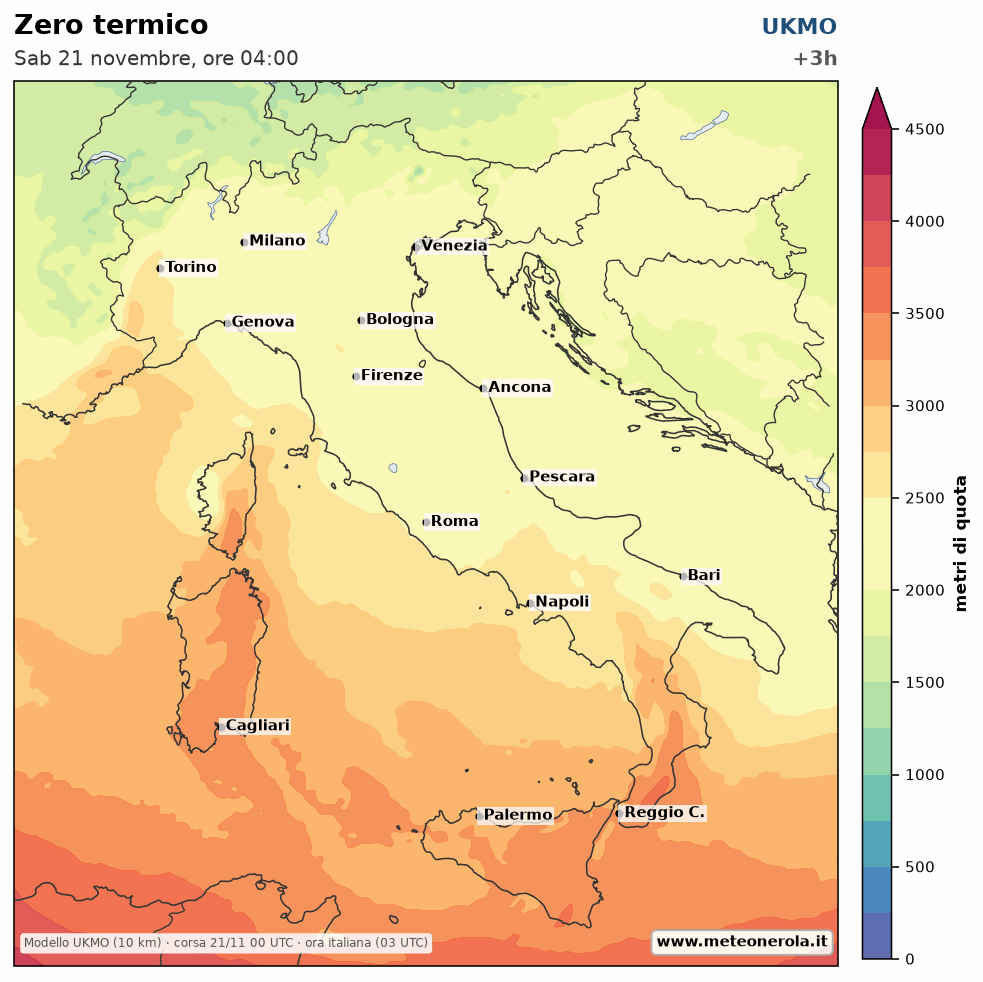 Zero termico
UKMO
Sab 21 novembre, ore 04:00
+3h
Milano
Venezia
Torino
Genova
Bologna
Firenze
Ancona
Pescara
Roma
Bari
Napoli
Cagliari
Palermo
Reggio C.
4500
4000
3500
3000
2500
2000
1500
1000
500
0
metri di quota
Modello UKMO (10 km) · corsa 21/11 00 UTC · ora italiana (03 UTC)
www.meteonerola.it